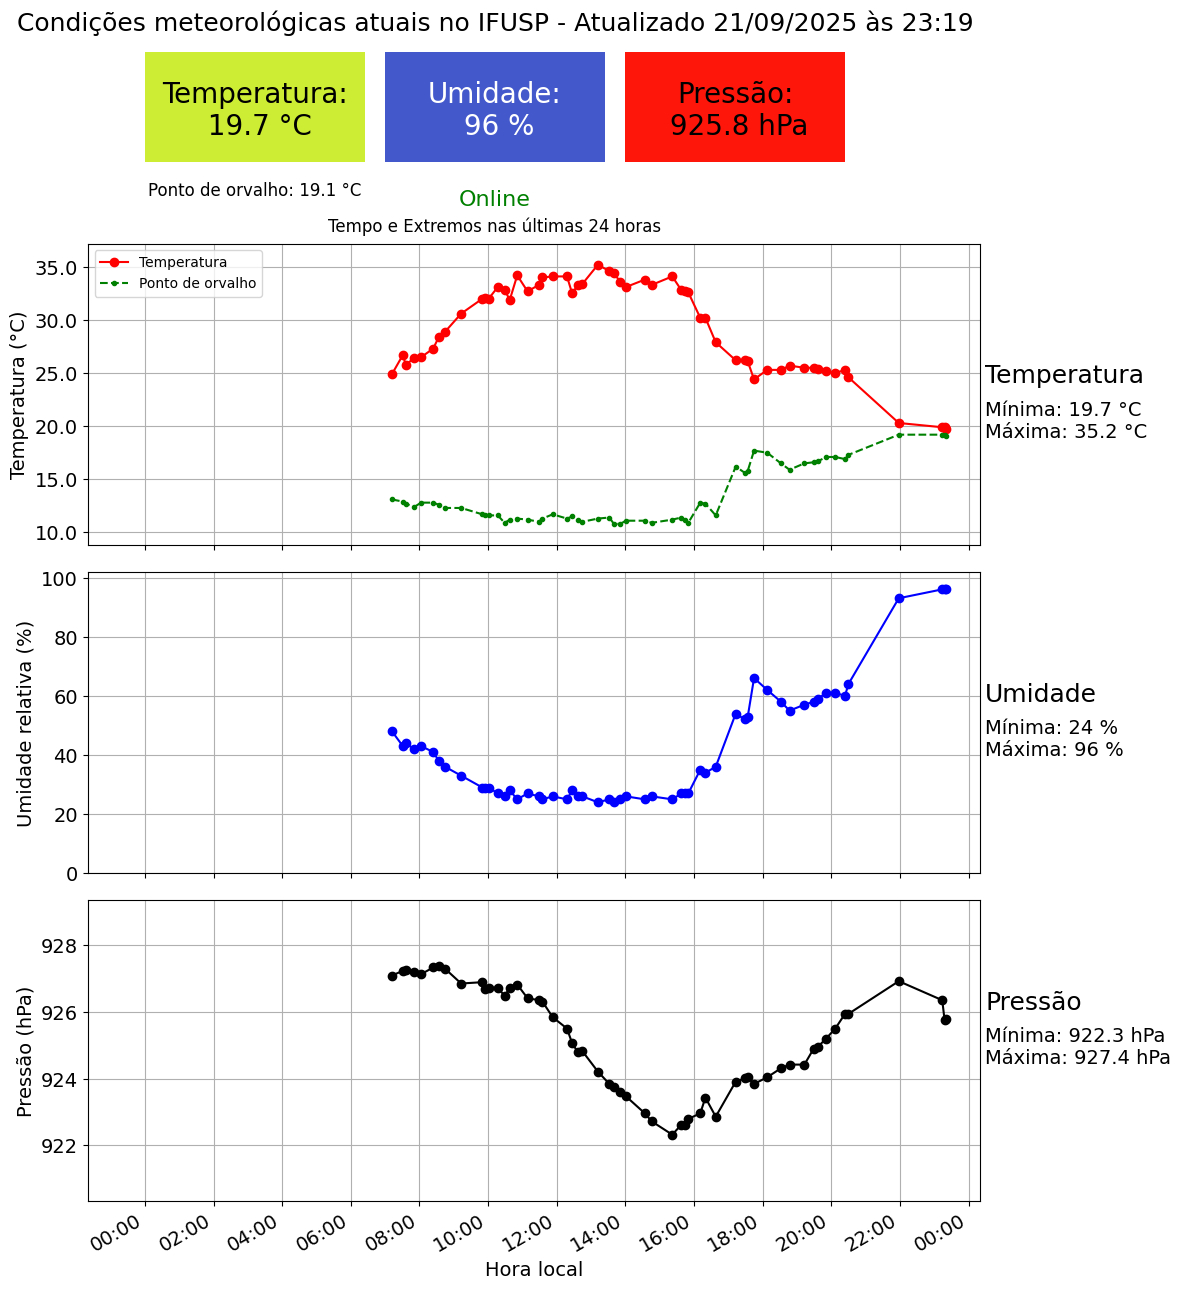 Condições meteorológicas atuais no IFUSP - Atualizado 21/09/2025 às 23:19
Temperatura:
19.7 °C
Umidade:
96 %
Pressão:
925.8 hPa
Ponto de orvalho: 19.1 °C
Online
Tempo e Extremos nas últimas 24 horas
Temperatura
Ponto de orvalho
Temperatura (°C)
35.0
30.0
25.0
20.0
15.0
10.0
Temperatura
Mínima: 19.7 °C
Máxima: 35.2 °C
Umidade relativa (%)
100
80
60
40
20
0
Umidade
Mínima: 24 %
Máxima: 96 %
Pressão (hPa)
928
926
924
922
Pressão
Mínima: 922.3 hPa
Máxima: 927.4 hPa
00:00 02:00 04:00 06:00 08:00 10:00 12:00 14:00 16:00 18:00 20:00 22:00 00:00
Hora local